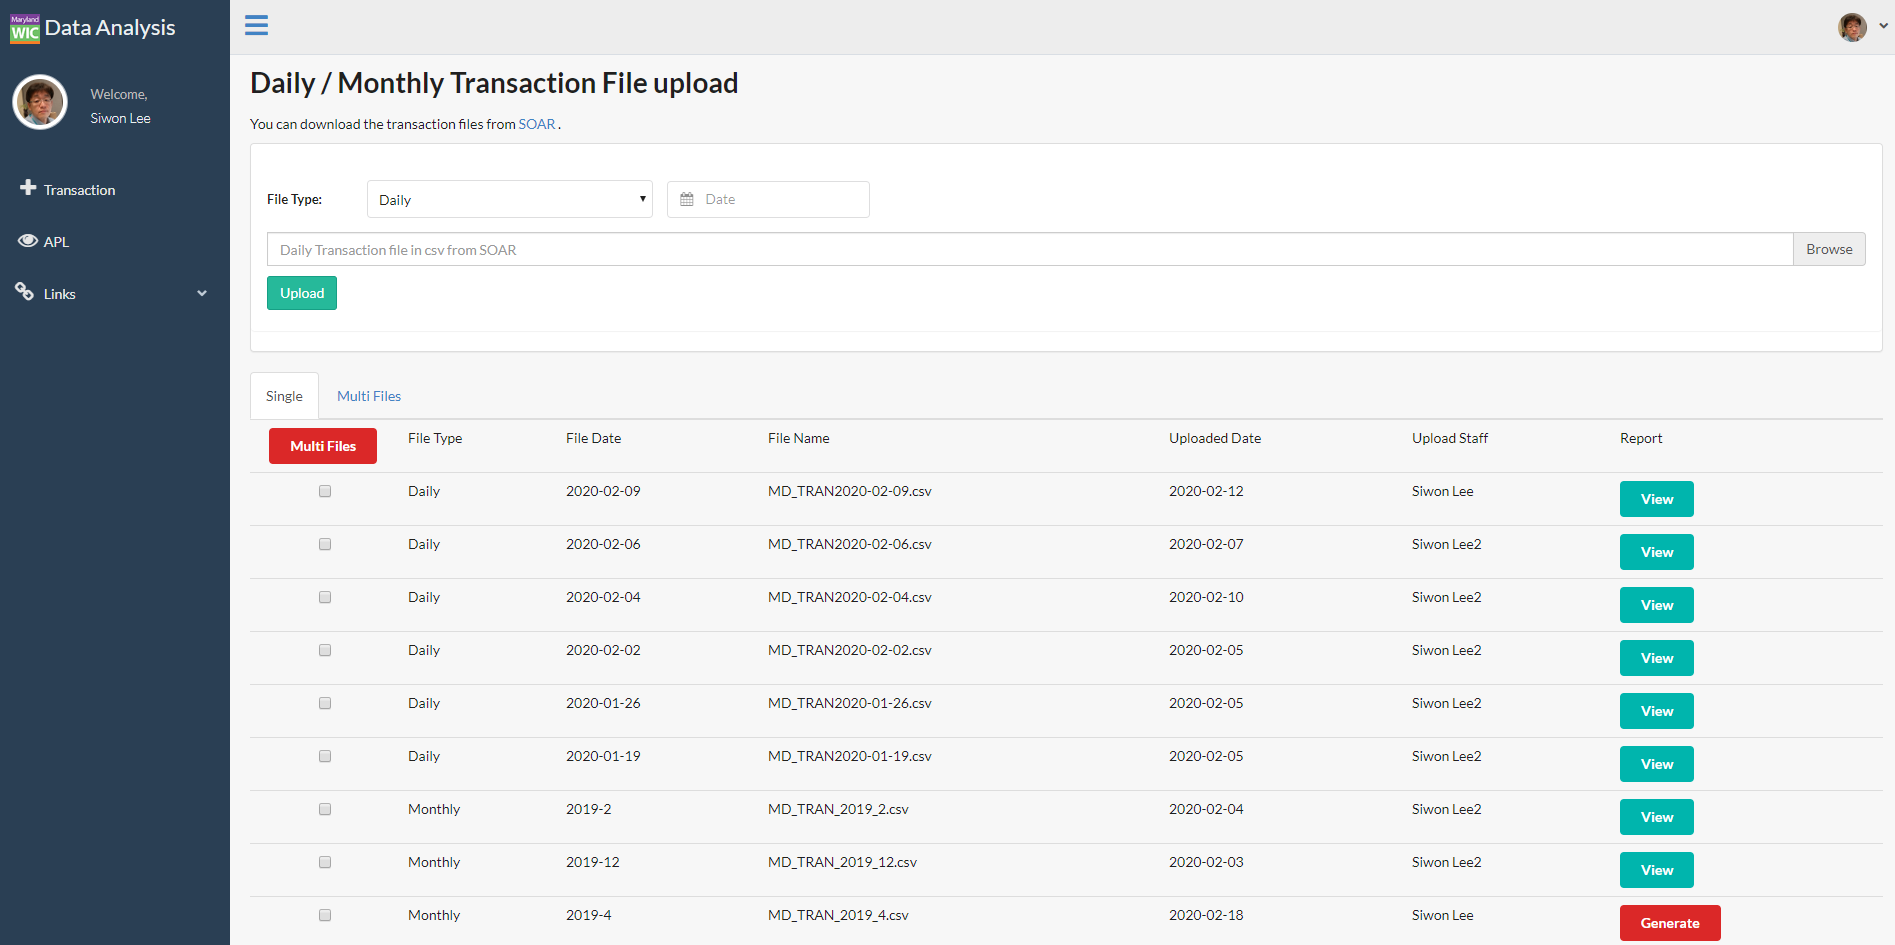 Maryland
WIC
Data Analysis
Welcome,
Siwon Lee
Transaction
APL
Links
Daily / Monthly Transaction File upload
You can download the transaction files from SOAR .
File Type: Daily Date
Daily Transaction file in csv from SOAR Browse
Upload
Single Multi Files
Multi Files File Type File Date File Name Uploaded Date Upload Staff Report
Daily 2020-02-09 MD_TRAN2020-02-09.csv 2020-02-12 Siwon Lee View
Daily 2020-02-06 MD_TRAN2020-02-06.csv 2020-02-07 Siwon Lee2 View
Daily 2020-02-04 MD_TRAN2020-02-04.csv 2020-02-10 Siwon Lee2 View
Daily 2020-02-02 MD_TRAN2020-02-02.csv 2020-02-05 Siwon Lee2 View
Daily 2020-01-26 MD_TRAN2020-01-26.csv 2020-02-05 Siwon Lee2 View
Daily 2020-01-19 MD_TRAN2020-01-19.csv 2020-02-05 Siwon Lee2 View
Monthly 2019-2 MD_TRAN_2019_2.csv 2020-02-04 Siwon Lee2 View
Monthly 2019-12 MD_TRAN_2019_12.csv 2020-02-03 Siwon Lee2 View
Monthly 2019-4 MD_TRAN_2019_4.csv 2020-02-18 Siwon Lee Generate